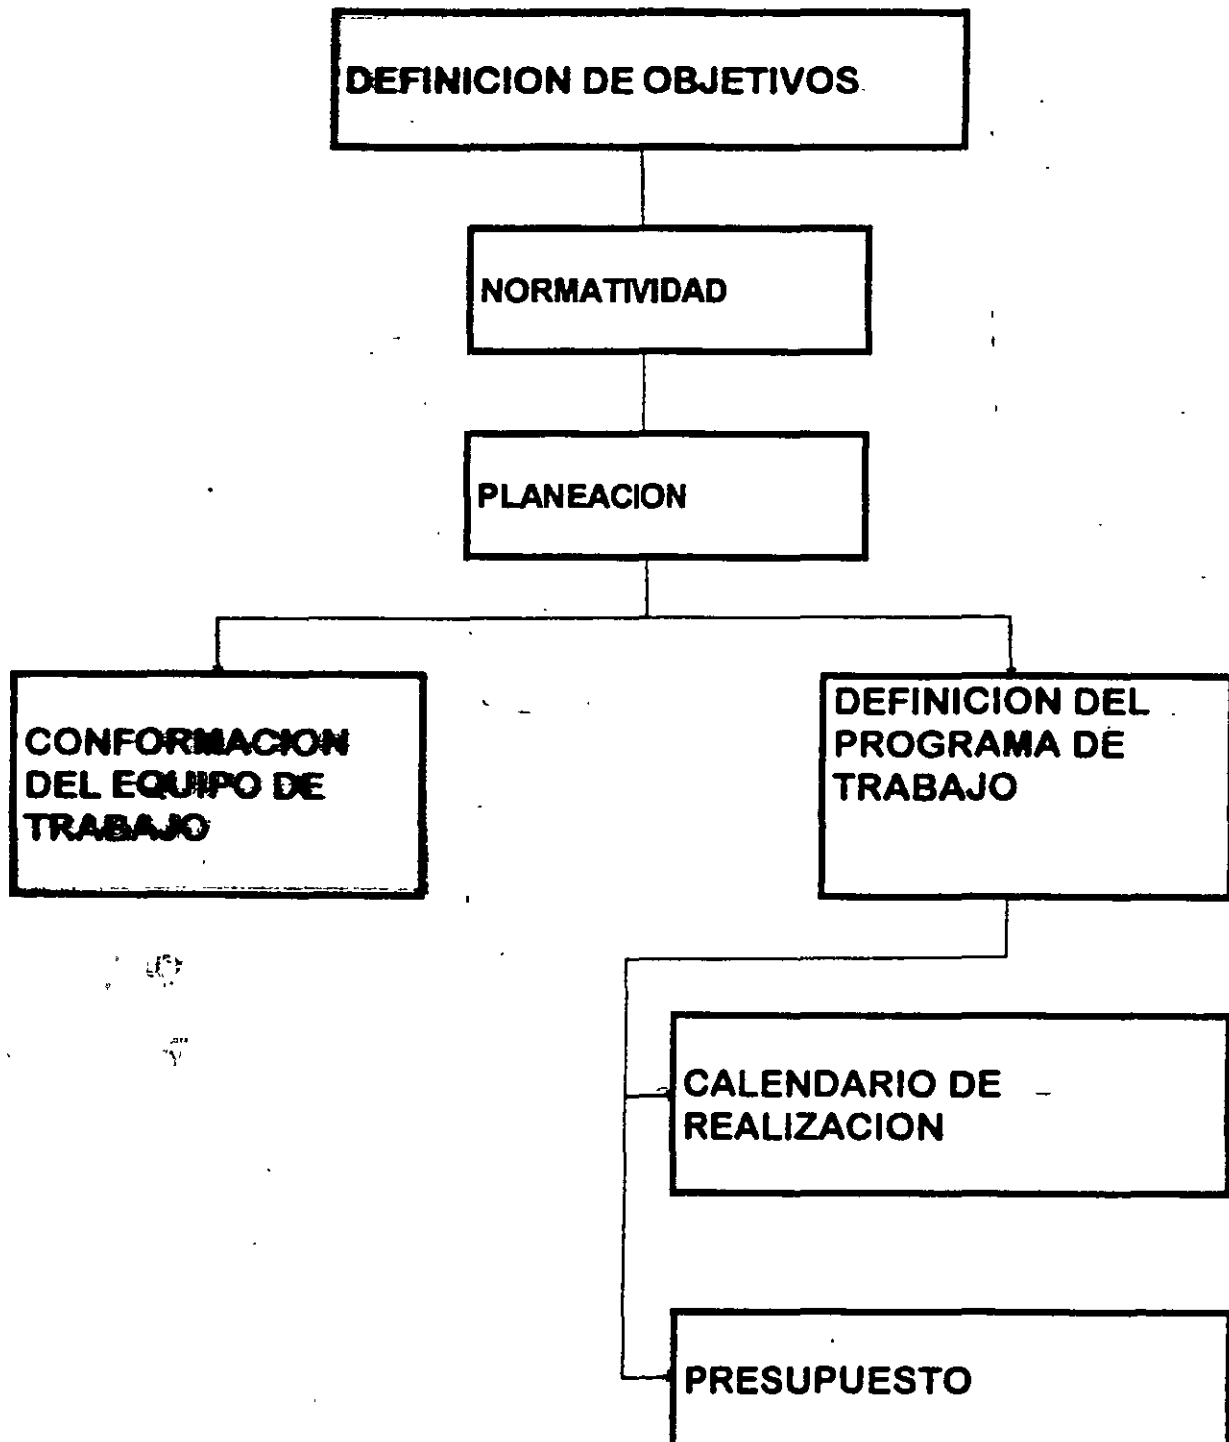 DEFINICION DE OBJETIVOS
NORMATIVIDAD
PLANEACION
CONFORMACION
DEL EQUIPO DE
TRABAJO
DEFINICION DEL
PROGRAMA DE
TRABAJO
CALENDARIO DE
REALIZACION
PRESUPUESTO